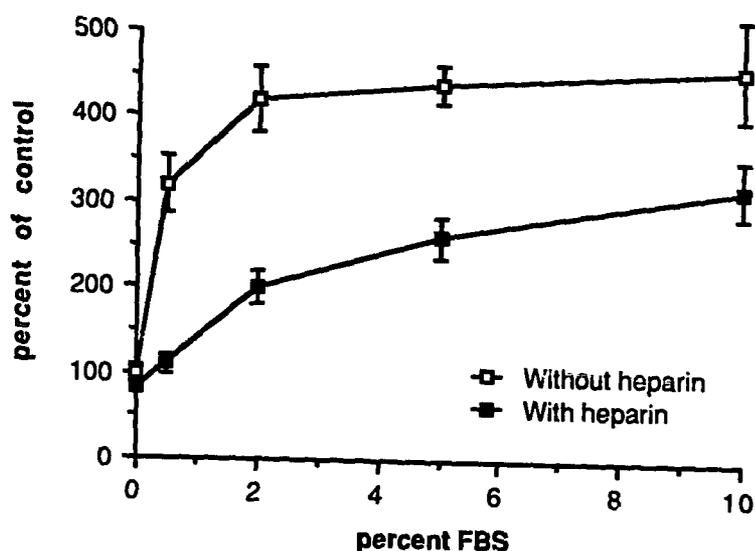 percent of control
500
400
300
200
100
0
Without heparin
With heparin
0 2 4 6 8 10
percent FBS